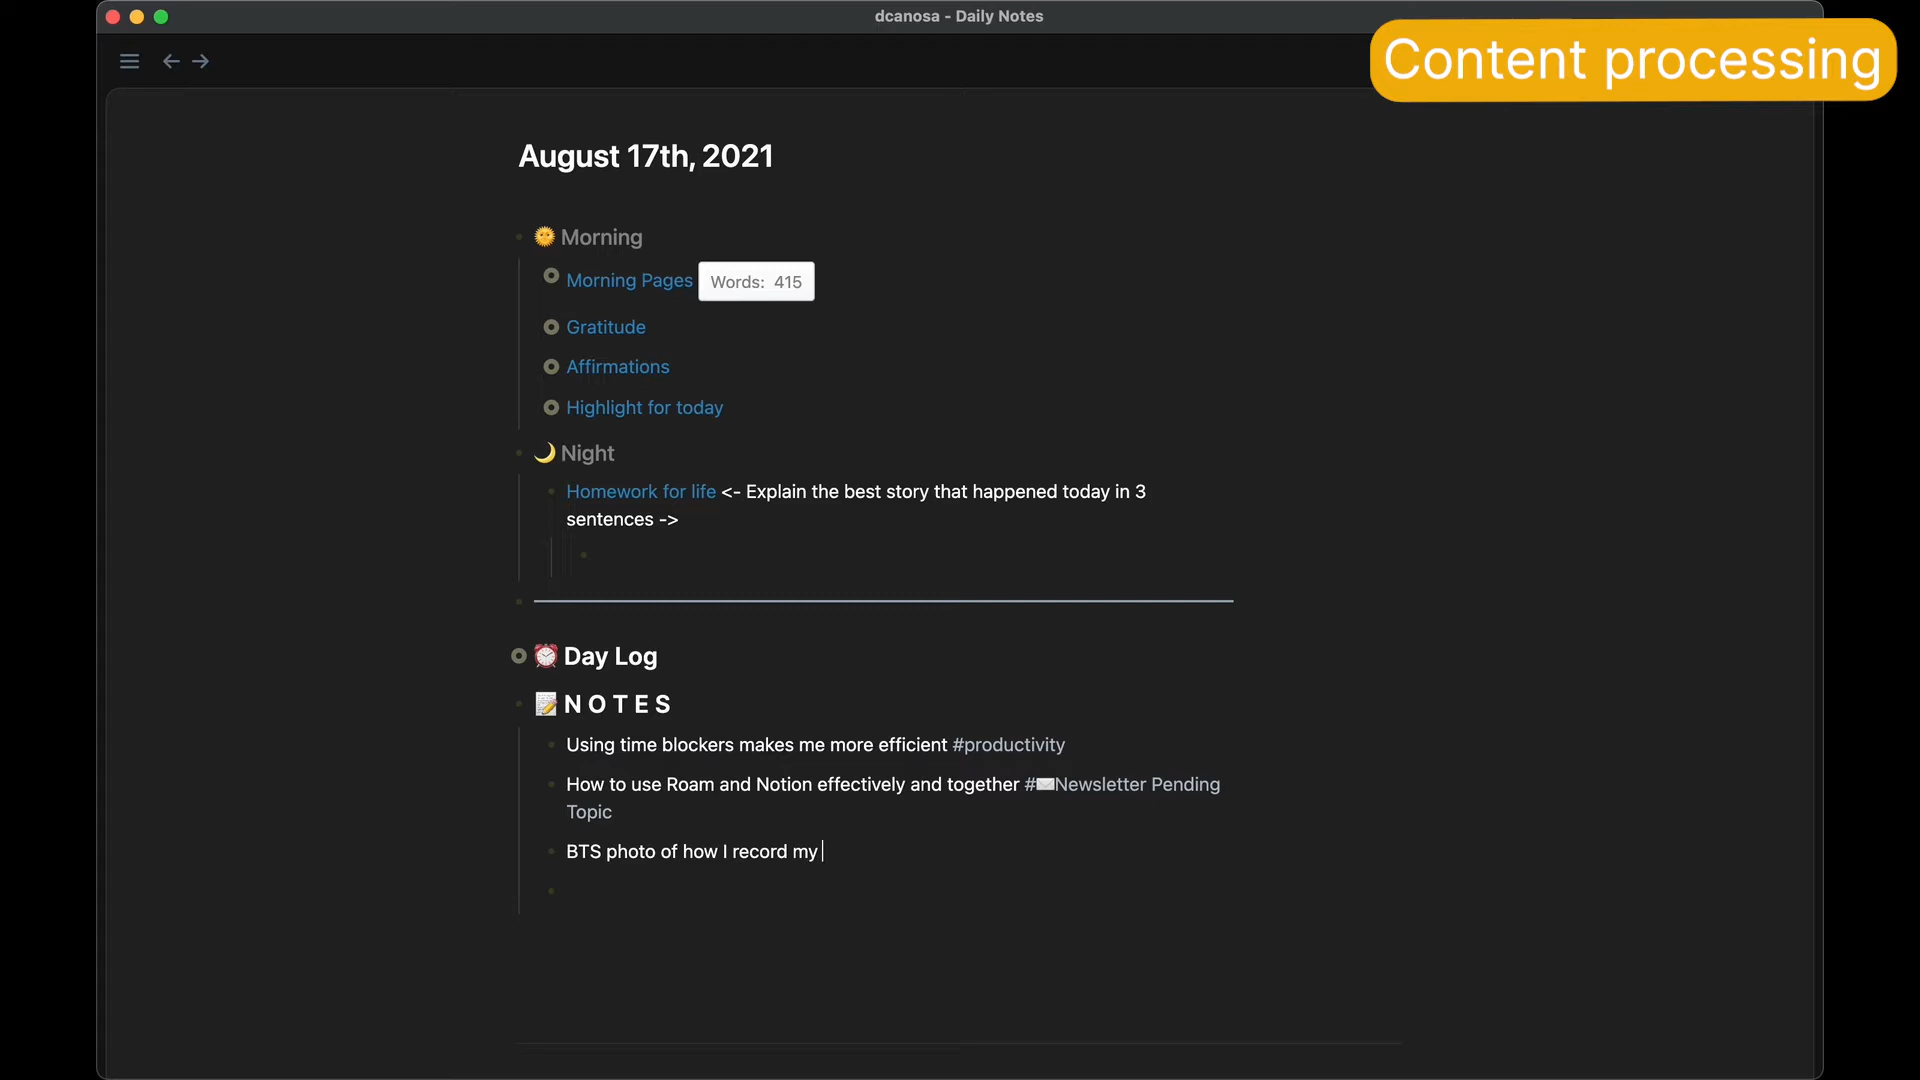 dcanosa - Daily Notes
Content processing
August 17th, 2021
🌞 Morning
Morning Pages Words: 415
Gratitude
Affirmations
Highlight for today
🌙 Night
Homework for life <- Explain the best story that happened today in 3
sentences ->
⏰ Day Log
📝 N O T E S
Using time blockers makes me more efficient #productivity
How to use Roam and Notion effectively and together #✉️Newsletter Pending
Topic
BTS photo of how I record my